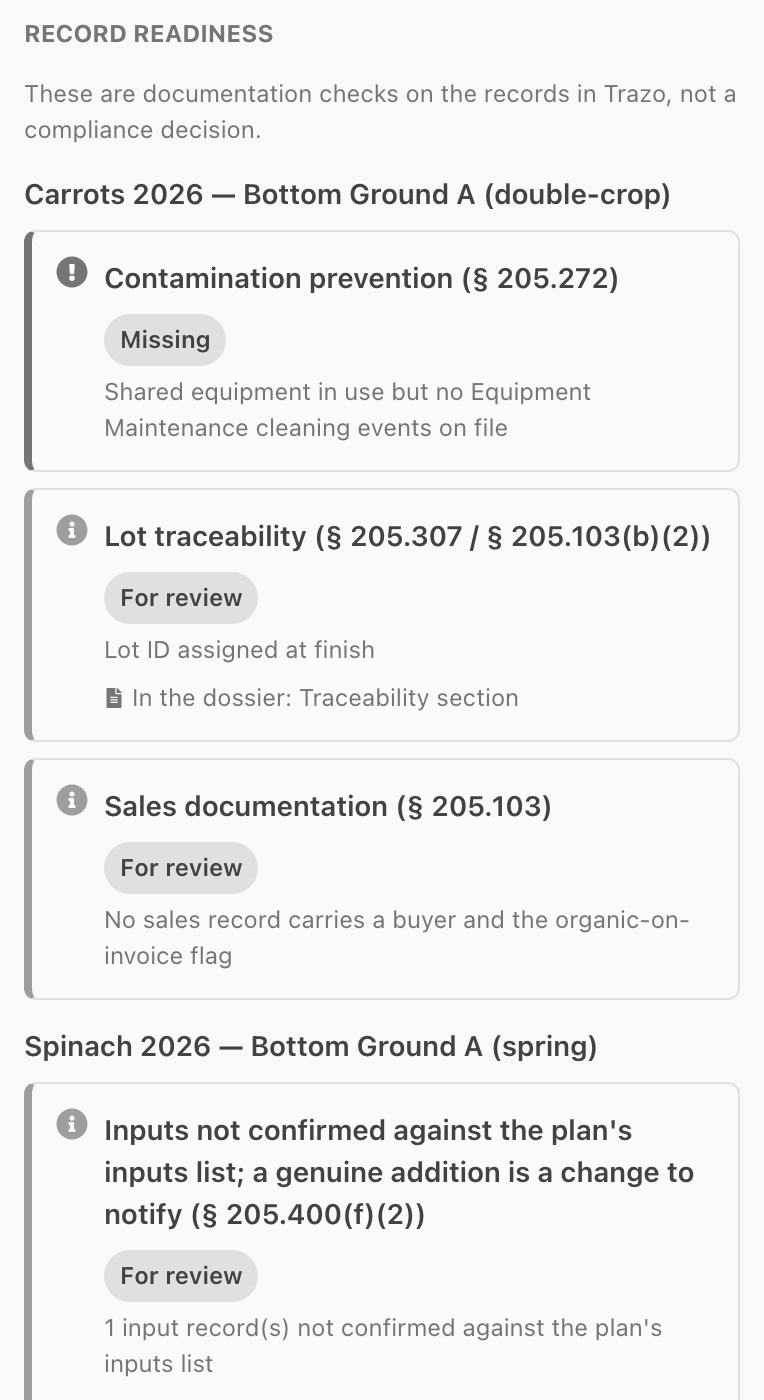 RECORD READINESS
These are documentation checks on the records in Trazo, not a
compliance decision.
Carrots 2026 — Bottom Ground A (double-crop)
Contamination prevention (§ 205.272)
Missing
Shared equipment in use but no Equipment
Maintenance cleaning events on file
Lot traceability (§ 205.307 / § 205.103(b)(2))
For review
Lot ID assigned at finish
In the dossier: Traceability section
Sales documentation (§ 205.103)
For review
No sales record carries a buyer and the organic-on-
invoice flag
Spinach 2026 — Bottom Ground A (spring)
Inputs not confirmed against the plan's
inputs list; a genuine addition is a change to
notify (§ 205.400(f)(2))
For review
1 input record(s) not confirmed against the plan's
inputs list